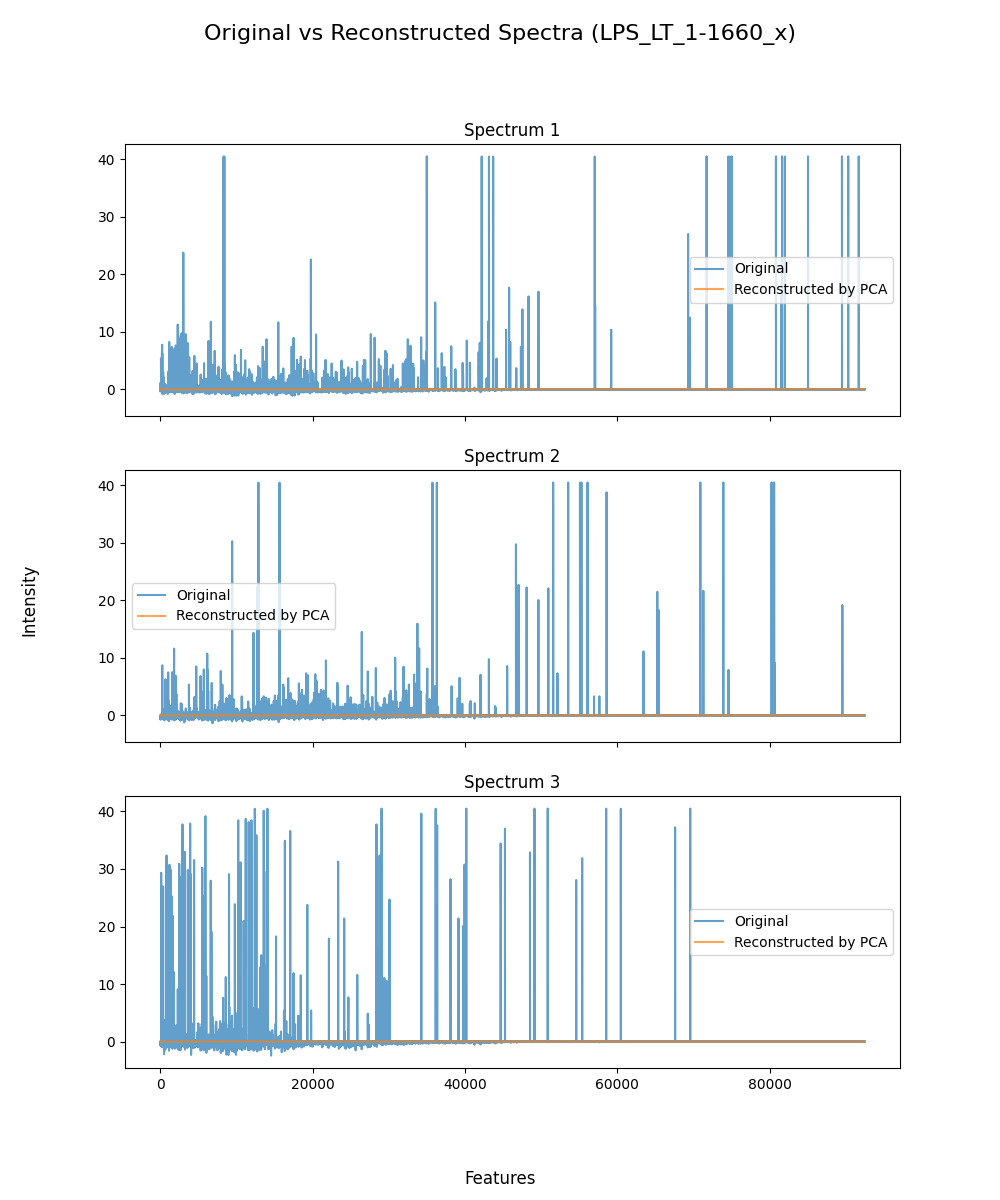 Original vs Reconstructed Spectra (LPS_LT_1-1660_x)
Spectrum 1
40
30
20
10
0
Original
Reconstructed by PCA
Spectrum 2
40
30
20
10
0
Original
Reconstructed by PCA
Intensity
Spectrum 3
40
30
20
10
0
Original
Reconstructed by PCA
0 20000 40000 60000 80000
Features